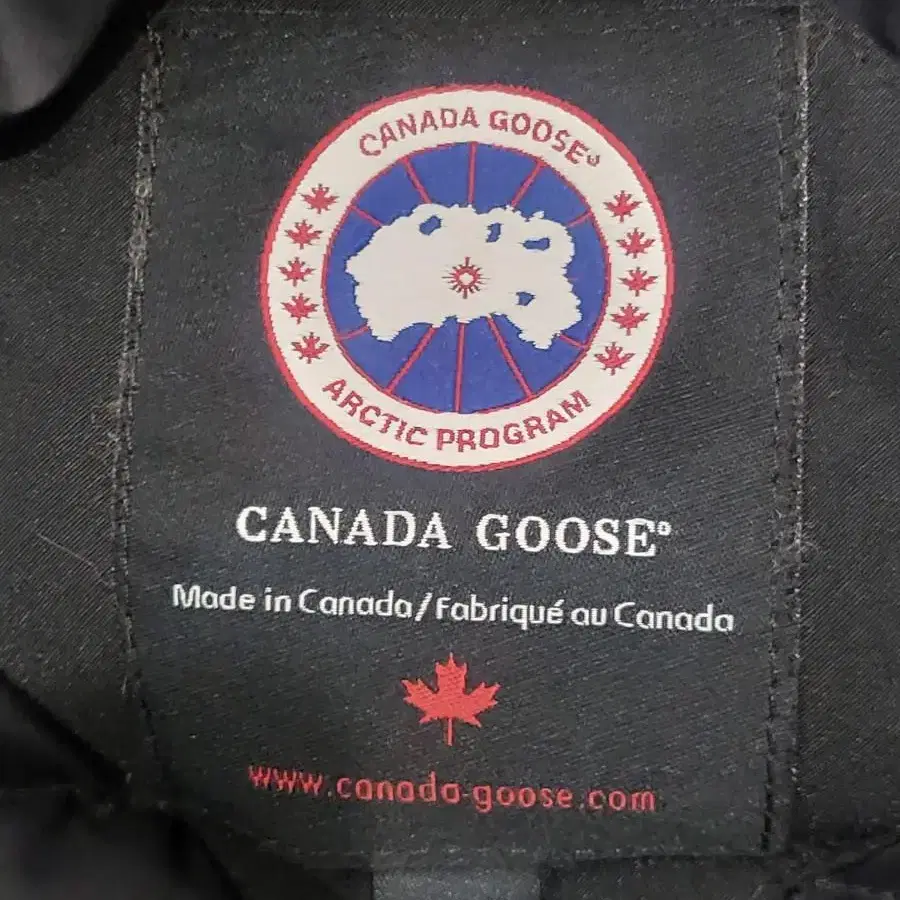 CANADA GOOSE®
ARCTIC PROGRAM
CANADA GOOSE®
Made in Canada/Fabriqué au Canada
www.canada-goose.com